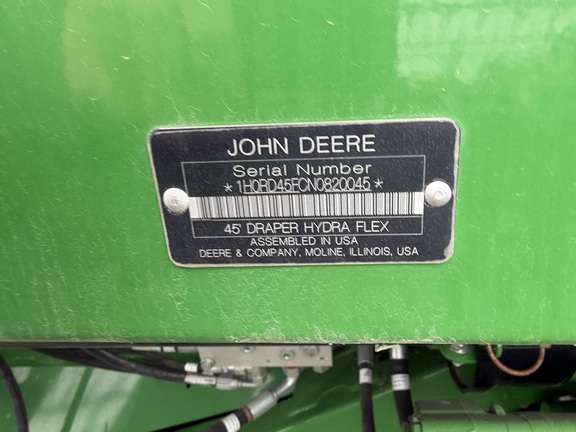 JOHN DEERE
Serial Number
*1H0RD45FCN0820045*
45' DRAPER HYDRA FLEX
ASSEMBLED IN USA
DEERE & COMPANY, MOLINE, ILLINOIS, USA